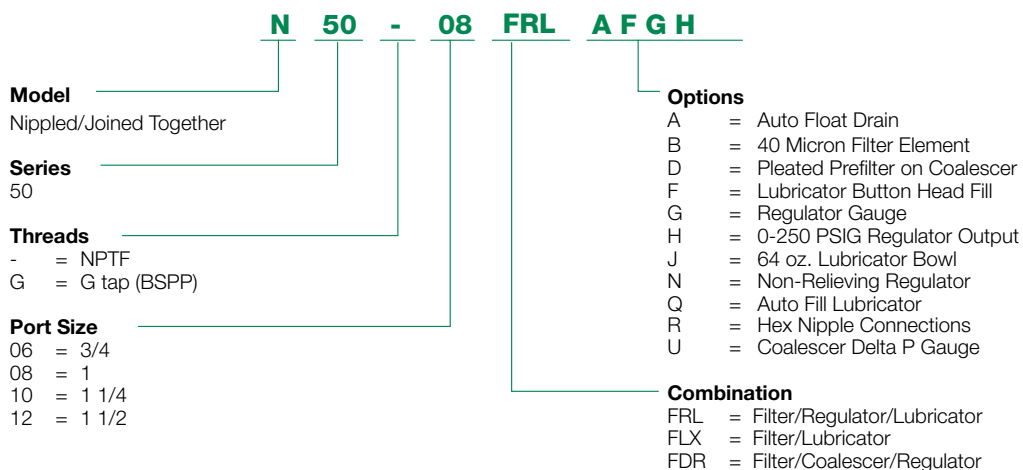 N 50 - 08 FRL A F G H
Model
Nippled/Joined Together
Series
50
Threads
- = NPTF
G = G tap (BSPP)
Port Size
06 = 3/4
08 = 1
10 = 1 1/4
12 = 1 1/2
Options
A = Auto Float Drain
B = 40 Micron Filter Element
D = Pleated Prefilter on Coalescer
F = Lubricator Button Head Fill
G = Regulator Gauge
H = 0-250 PSIG Regulator Output
J = 64 oz. Lubricator Bowl
N = Non-Relieving Regulator
Q = Auto Fill Lubricator
R = Hex Nipple Connections
U = Coalescer Delta P Gauge
Combination
FRL = Filter/Regulator/Lubricator
FLX = Filter/Lubricator
FDR = Filter/Coalescer/Regulator